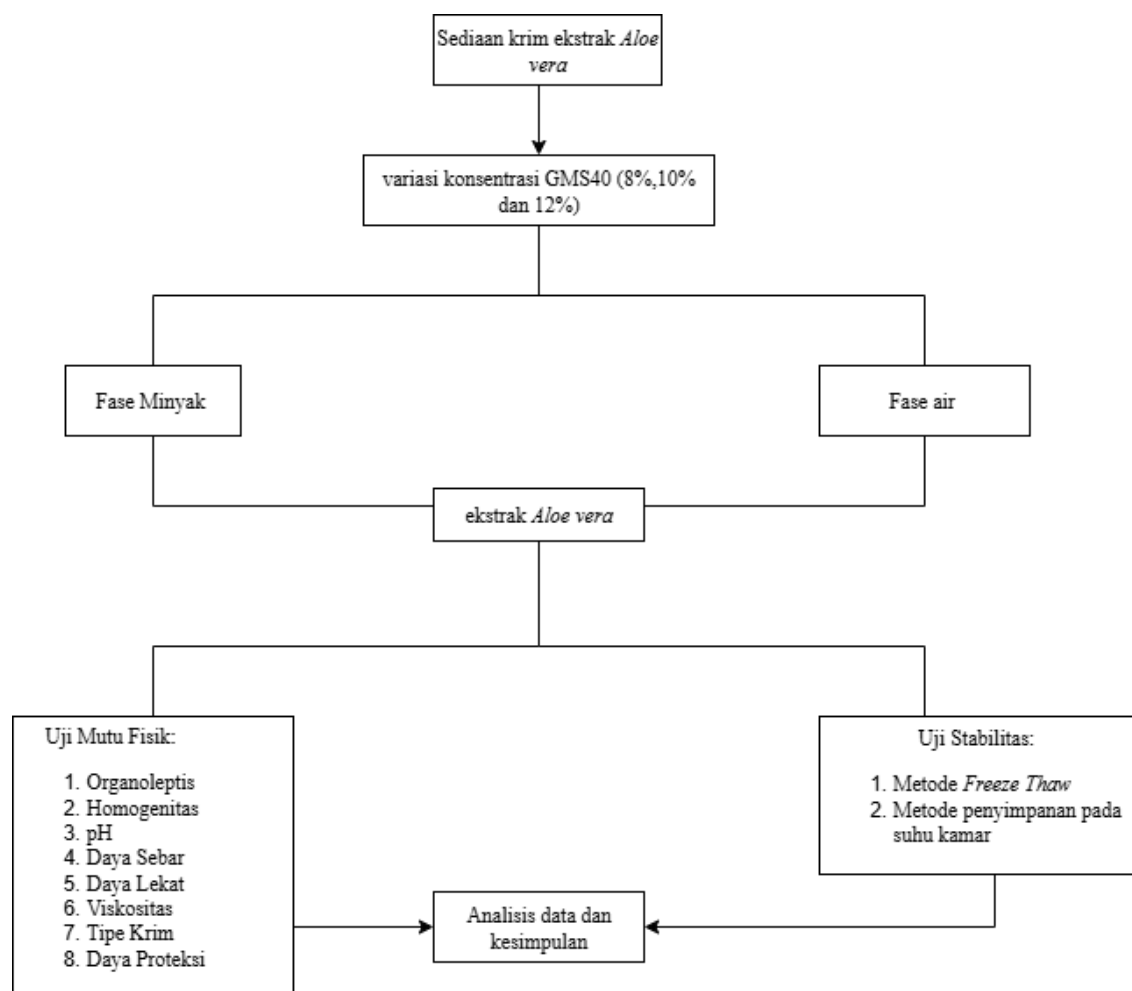 Sediaan krim ekstrak Aloe
vera
variasi konsentrasi GMS40 (8%,10%
dan 12%)
Fase Minyak
Fase air
ekstrak Aloe vera
Uji Mutu Fisik:
1. Organoleptis
2. Homogenitas
3. pH
4. Daya Sebar
5. Daya Lekat
6. Viskositas
7. Tipe Krim
8. Daya Proteksi
Uji Stabilitas:
1. Metode Freeze Thaw
2. Metode penyimpanan pada
suhu kamar
Analisis data dan
kesimpulan